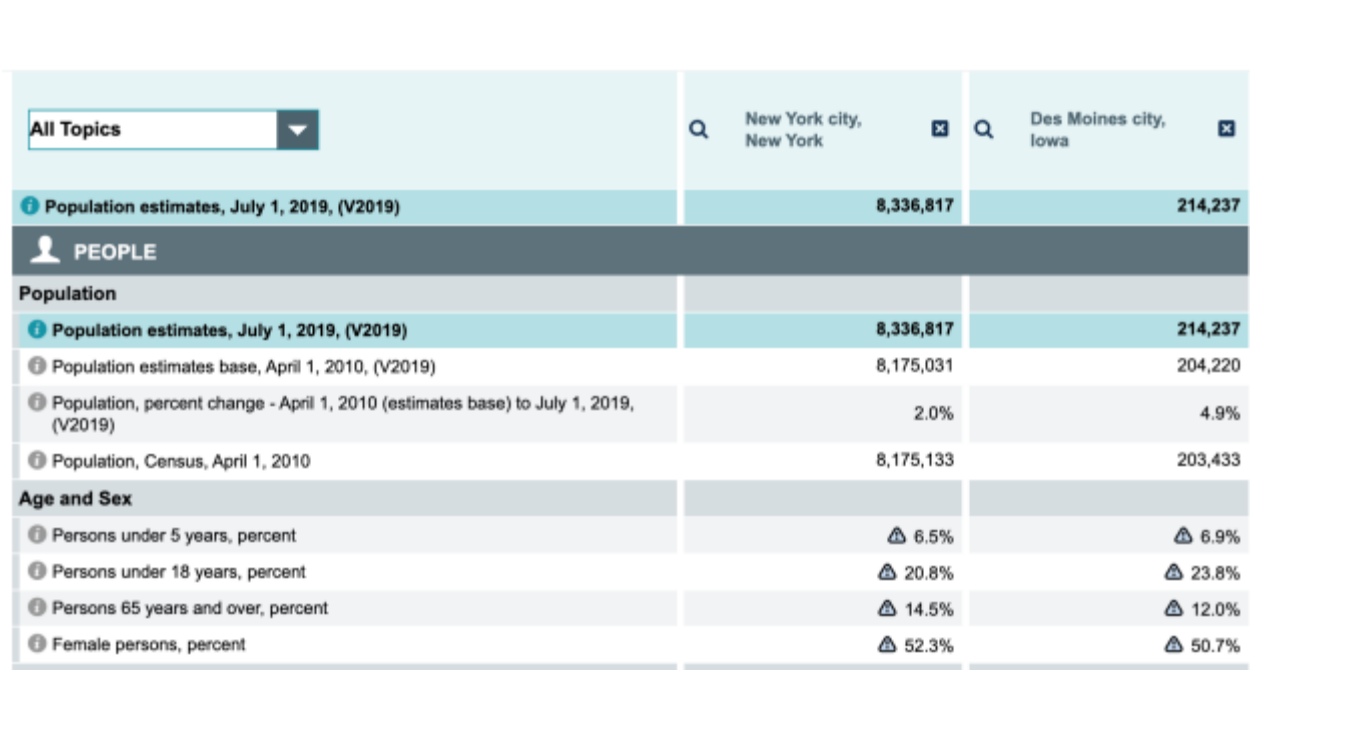 All Topics
New York city,
New York
Des Moines city,
Iowa
Population estimates, July 1, 2019, (V2019) 8,336,817 214,237
PEOPLE
Population
Population estimates, July 1, 2019, (V2019) 8,336,817 214,237
Population estimates base, April 1, 2010, (V2019) 8,175,031 204,220
Population, percent change - April 1, 2010 (estimates base) to July 1, 2019,
(V2019) 2.0% 4.9%
Population, Census, April 1, 2010 8,175,133 203,433
Age and Sex
Persons under 5 years, percent 6.5% 6.9%
Persons under 18 years, percent 20.8% 23.8%
Persons 65 years and over, percent 14.5% 12.0%
Female persons, percent 52.3% 50.7%